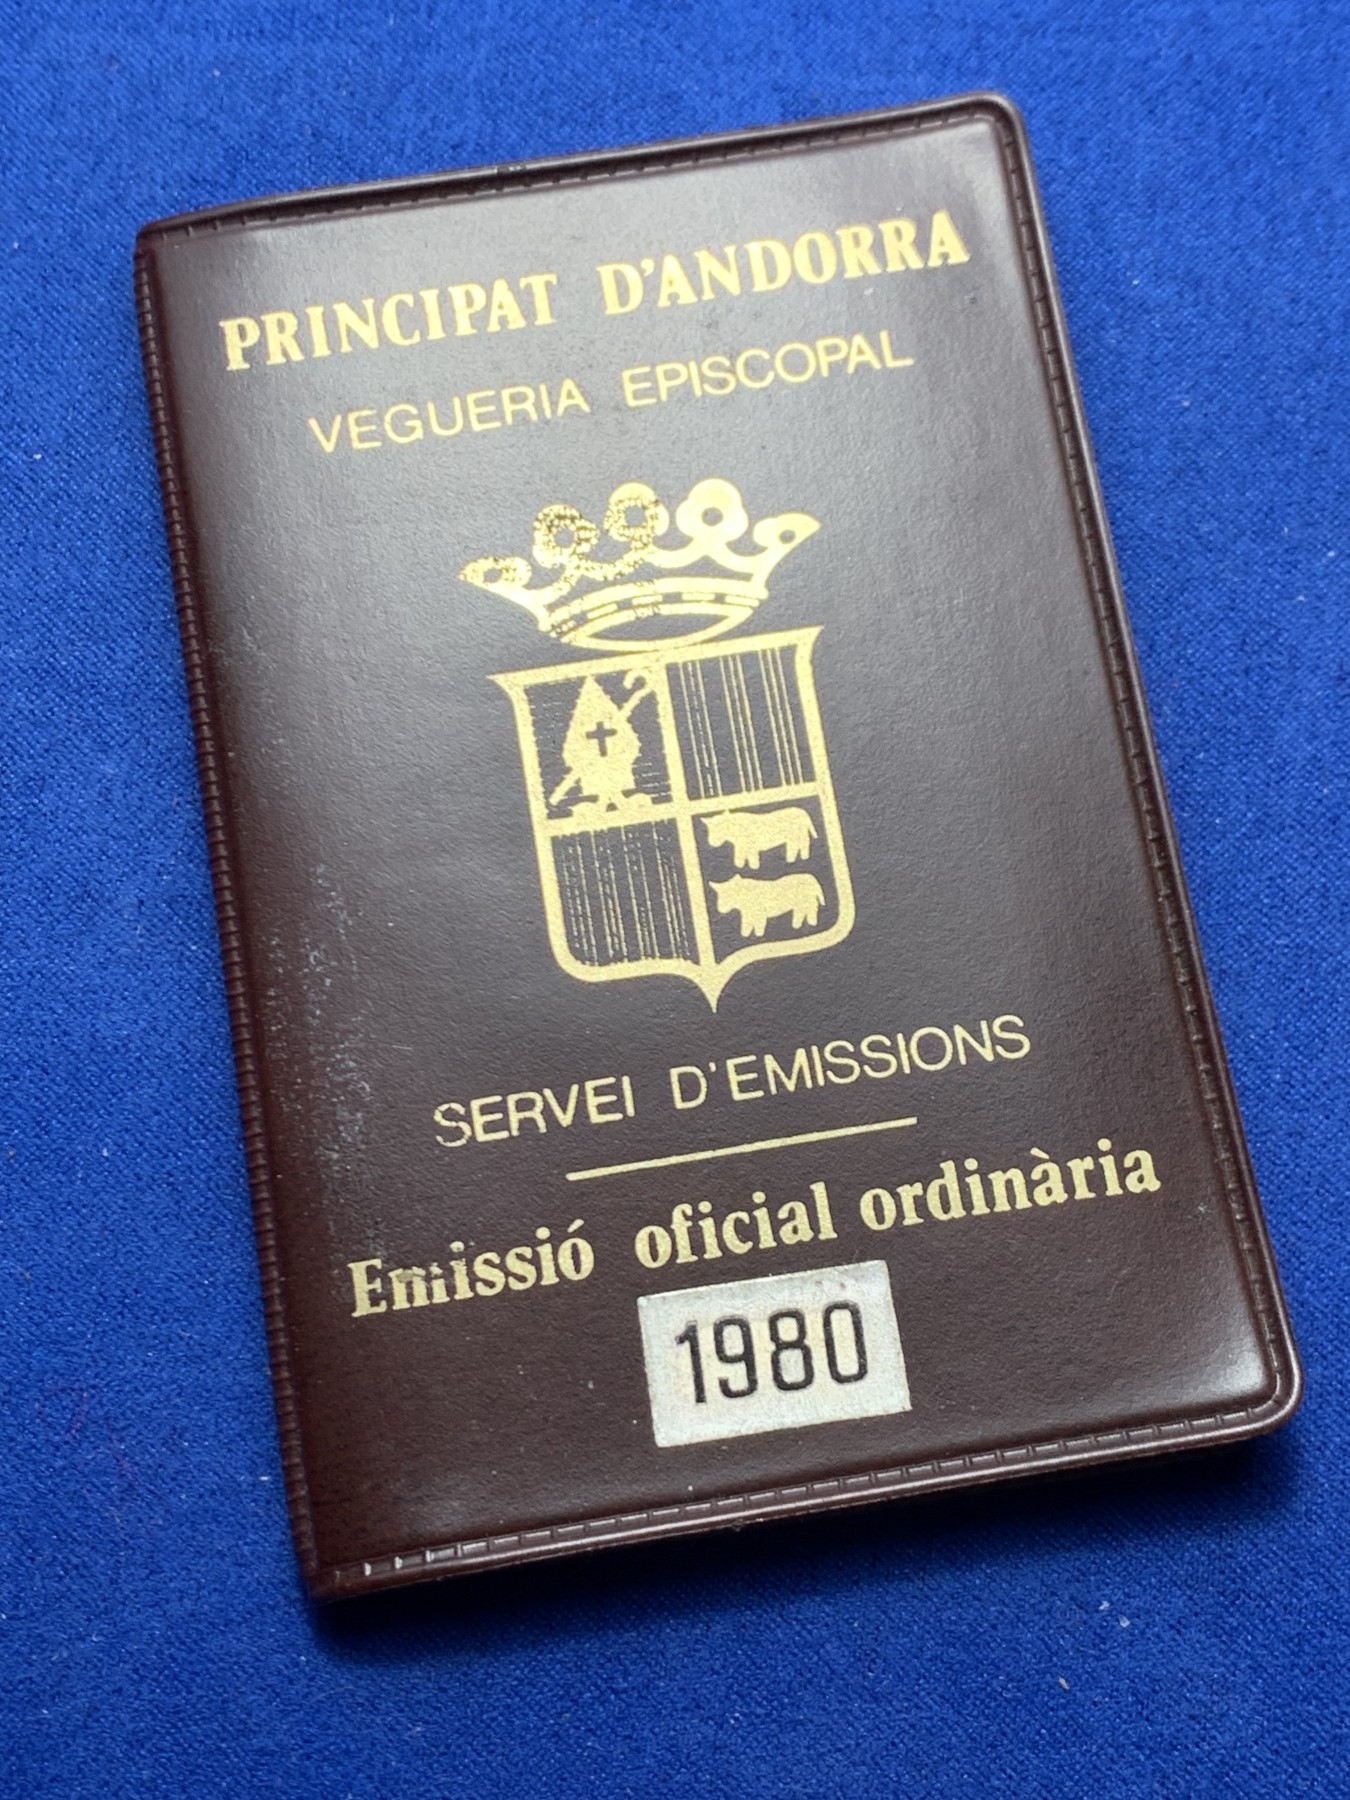 PRINCIPAT D'ANDORRA
VEGUERIA EPISCOPAL
SERVEI D'EMISSIONS
Emissió oficial ordinària
1980